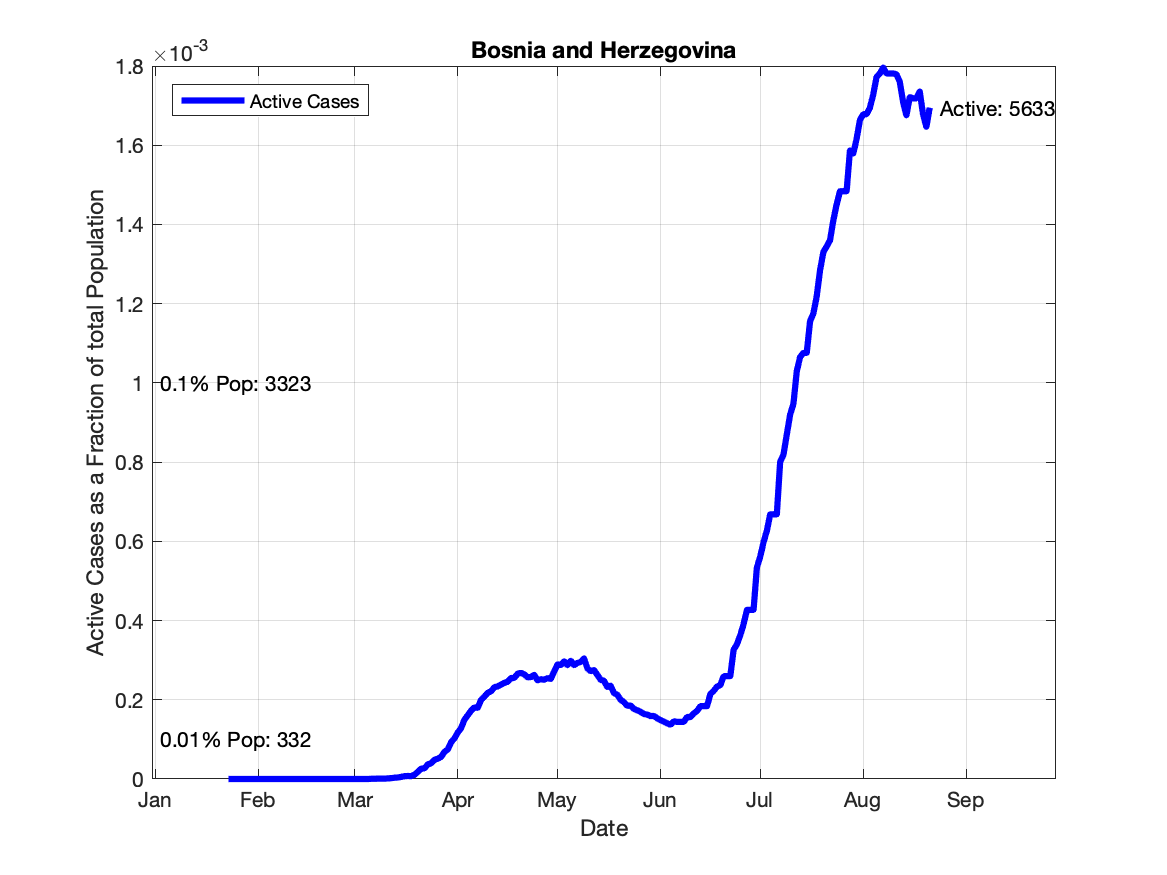 Bosnia and Herzegovina
×10-3
1.8
1.6
1.4
1.2
1
0.8
0.6
0.4
0.2
0
Active Cases as a Fraction of total Population
Active Cases
Active: 5633
0.1% Pop: 3323
0.01% Pop: 332
Jan Feb Mar Apr May Jun Jul Aug Sep
Date